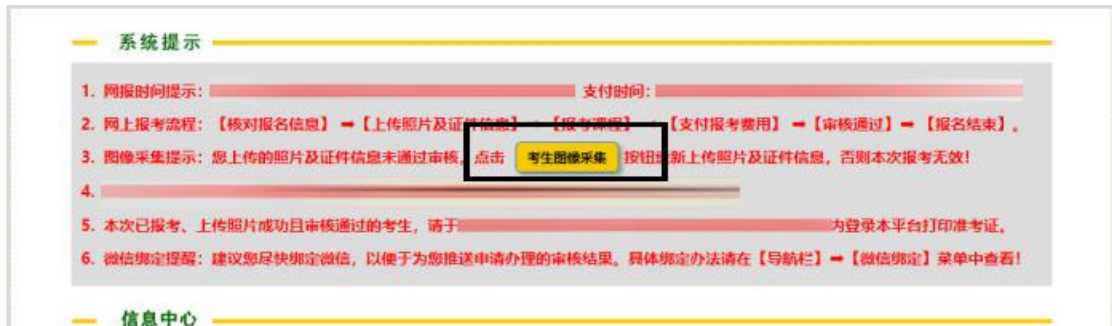 系统提示
1. 网报时间提示： 支付时间：
2. 网上报考流程：【核对报名信息】➡【上传照片及证件信息】➡【报考课程】➡【支付报考费用】➡【审核通过】➡【报名结束】。
3. 图像采集提示：您上传的照片及证件信息未通过审核，点击 考生图像采集 按钮重新上传照片及证件信息，否则本次报考无效！
4.
5. 本次已报考、上传照片成功且审核通过的考生，请于 内登录本平台打印准考证。
6. 微信绑定提醒：建议您尽快绑定微信，以便于为您推送申请办理的审核结果。具体绑定办法请在【导航栏】➡【微信绑定】菜单中查看！
信息中心